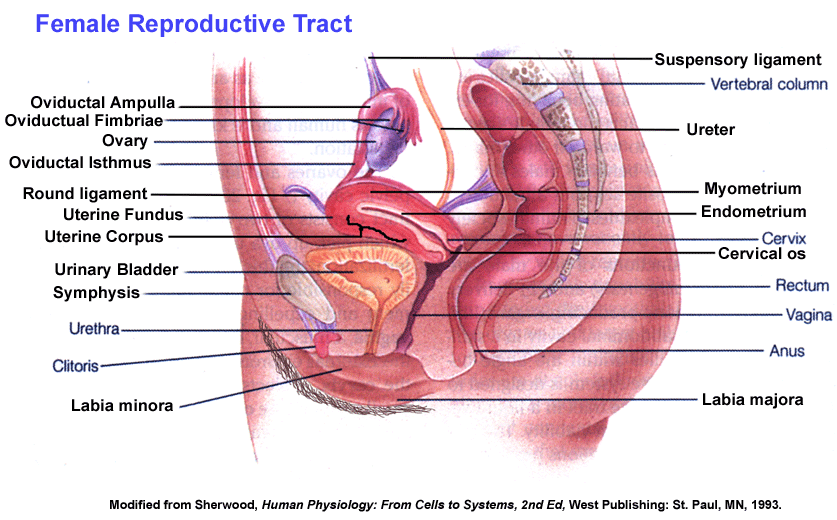 Female Reproductive Tract
Suspensory ligament
Vertebral column
Oviductal Ampulla
Oviductual Fimbriae
Ovary
Oviductal Isthmus
Ureter
Round ligament
Uterine Fundus
Uterine Corpus
Myometrium
Endometrium
Cervix
Cervical os
Urinary Bladder
Symphysis
Urethra
Clitoris
Labia minora
Rectum
Vagina
Anus
Labia majora
Modified from Sherwood, Human Physiology: From Cells to Systems, 2nd Ed, West Publishing: St. Paul, MN, 1993.